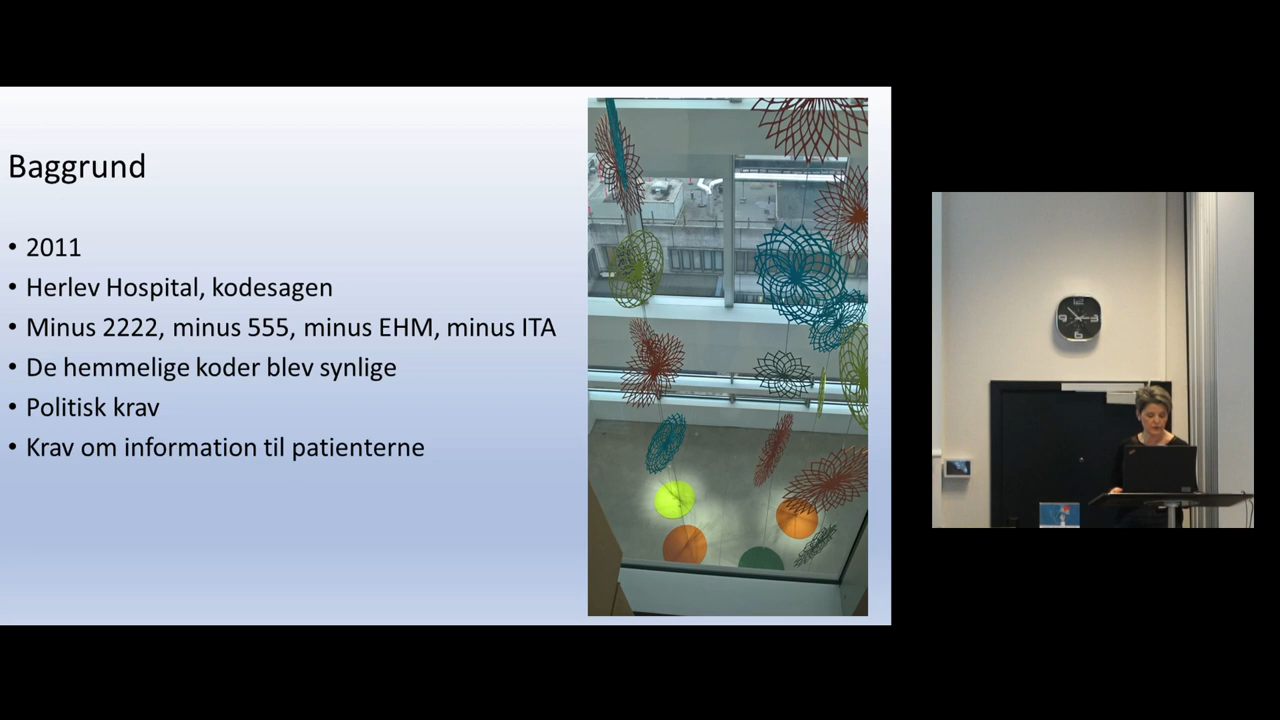 Baggrund
• 2011
• Herlev Hospital, kodesagen
• Minus 2222, minus 555, minus EHM, minus ITA
• De hemmelige koder blev synlige
• Politisk krav
• Krav om information til patienterne